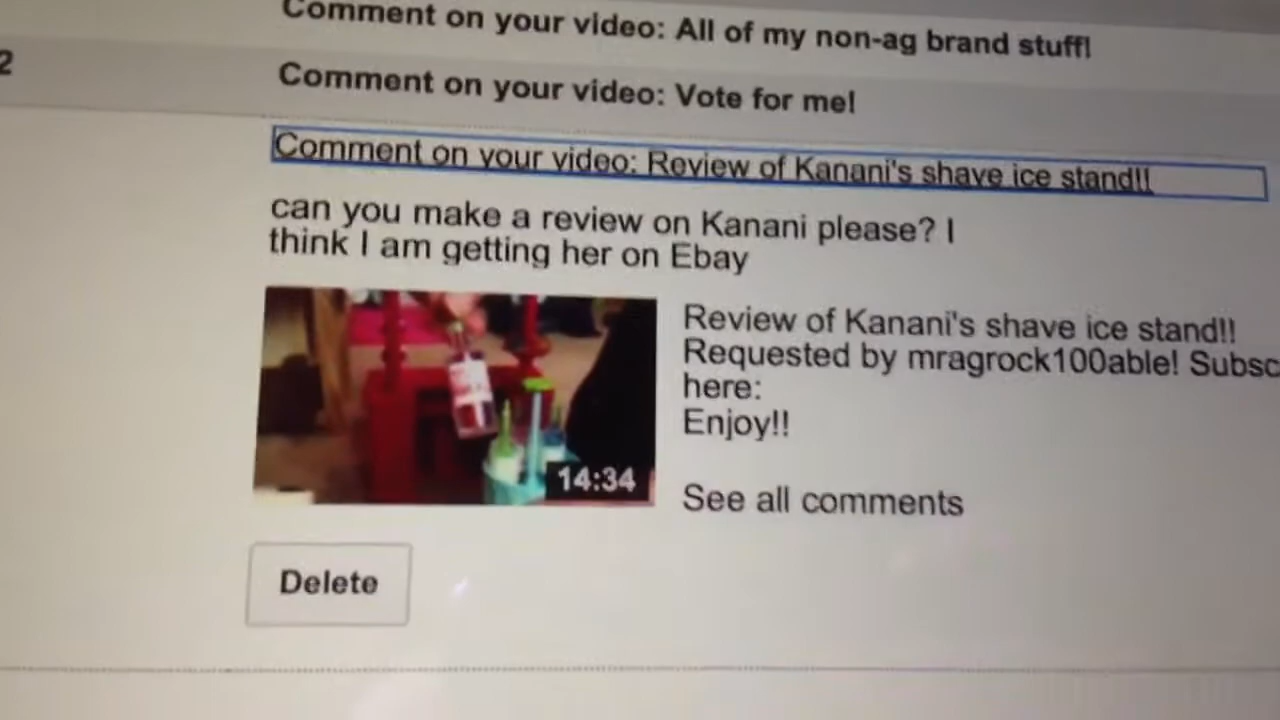 Comment on your video: All of my non-ag brand stuff!
2
Comment on your video: Vote for me!
Comment on your video: Review of Kanani's shave ice stand!!
can you make a review on Kanani please? I
think I am getting her on Ebay
Review of Kanani's shave ice stand!!
Requested by mragrock100able! Subsc
here:
Enjoy!!
14:34
See all comments
Delete